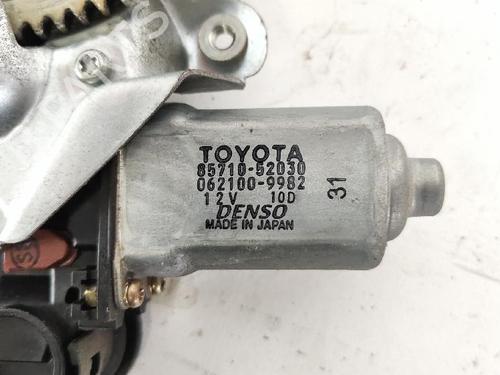 TOYOTA
85710-52030
062100-9982
12V 10D
DENSO
MADE IN JAPAN
31